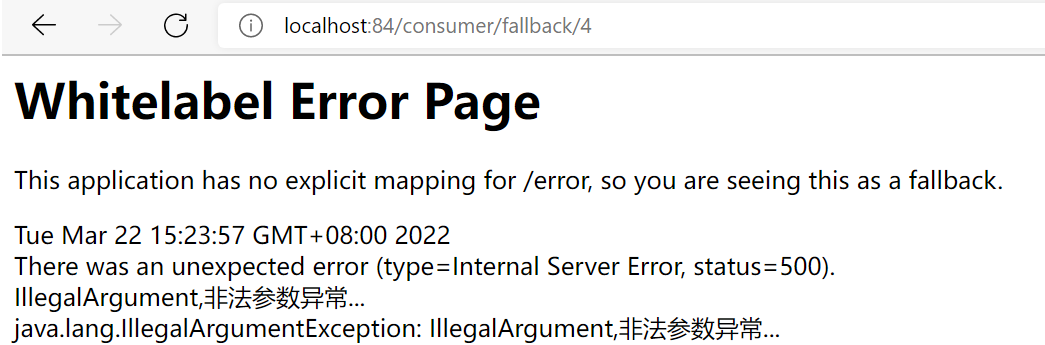 localhost:84/consumer/fallback/4
Whitelabel Error Page
This application has no explicit mapping for /error, so you are seeing this as a fallback.
Tue Mar 22 15:23:57 GMT+08:00 2022
There was an unexpected error (type=Internal Server Error, status=500).
IllegalArgument,非法参数异常...
java.lang.IllegalArgumentException: IllegalArgument,非法参数异常...